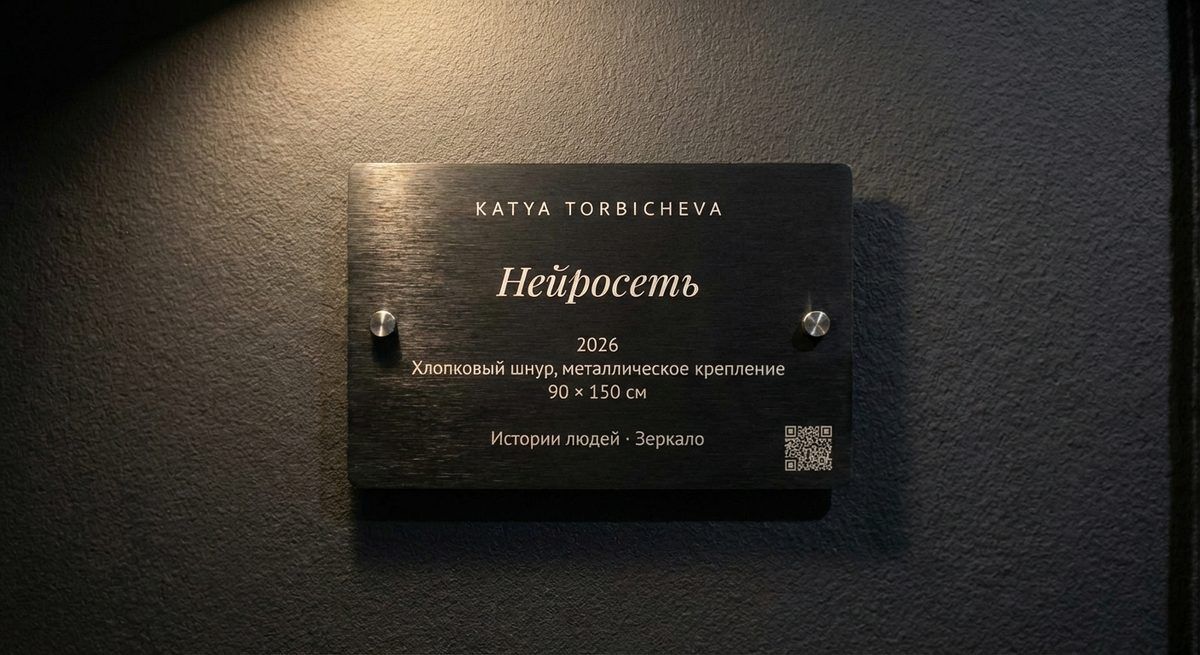 KATYA TORBICHEVA
Нейросеть
2026
Хлопковый шнур, металлическое крепление
90 × 150 см
Истории людей · Зеркало